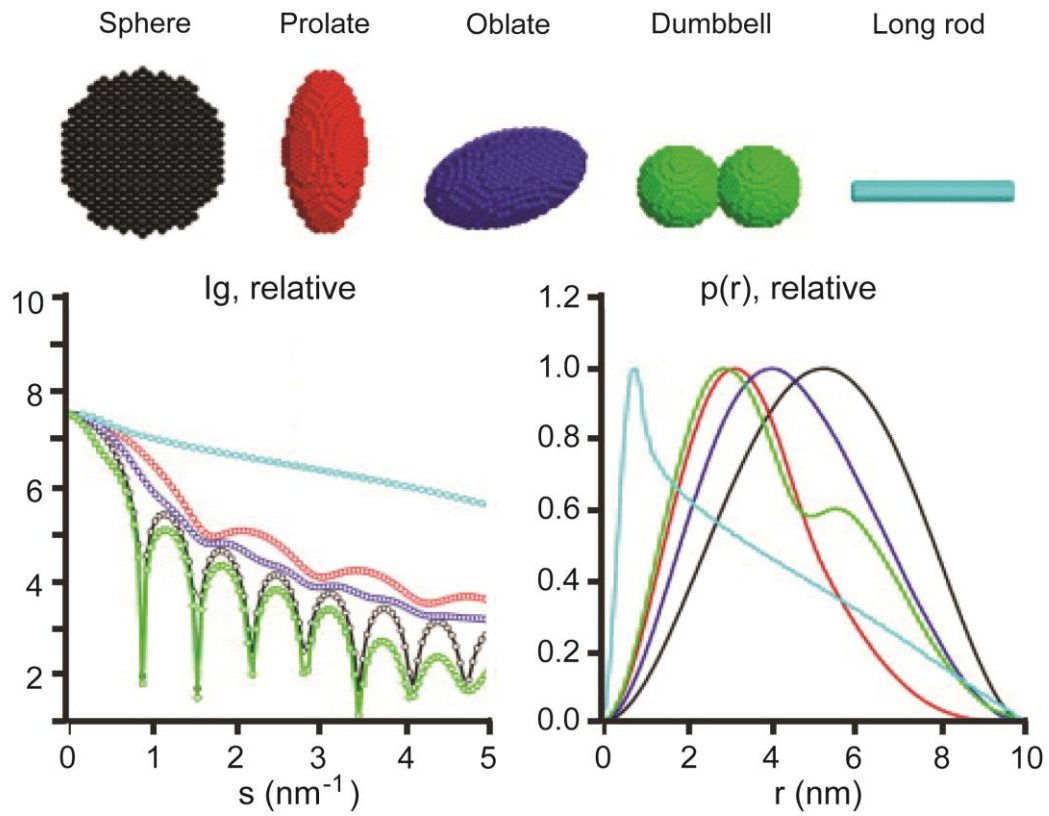 Sphere Prolate Oblate Dumbbell Long rod
lg, relative
10
8
6
4
2
0 1 2 3 4 5
s (nm⁻¹)
p(r), relative
1.2
1.0
0.8
0.6
0.4
0.2
0.0
0 2 4 6 8 10
r (nm)